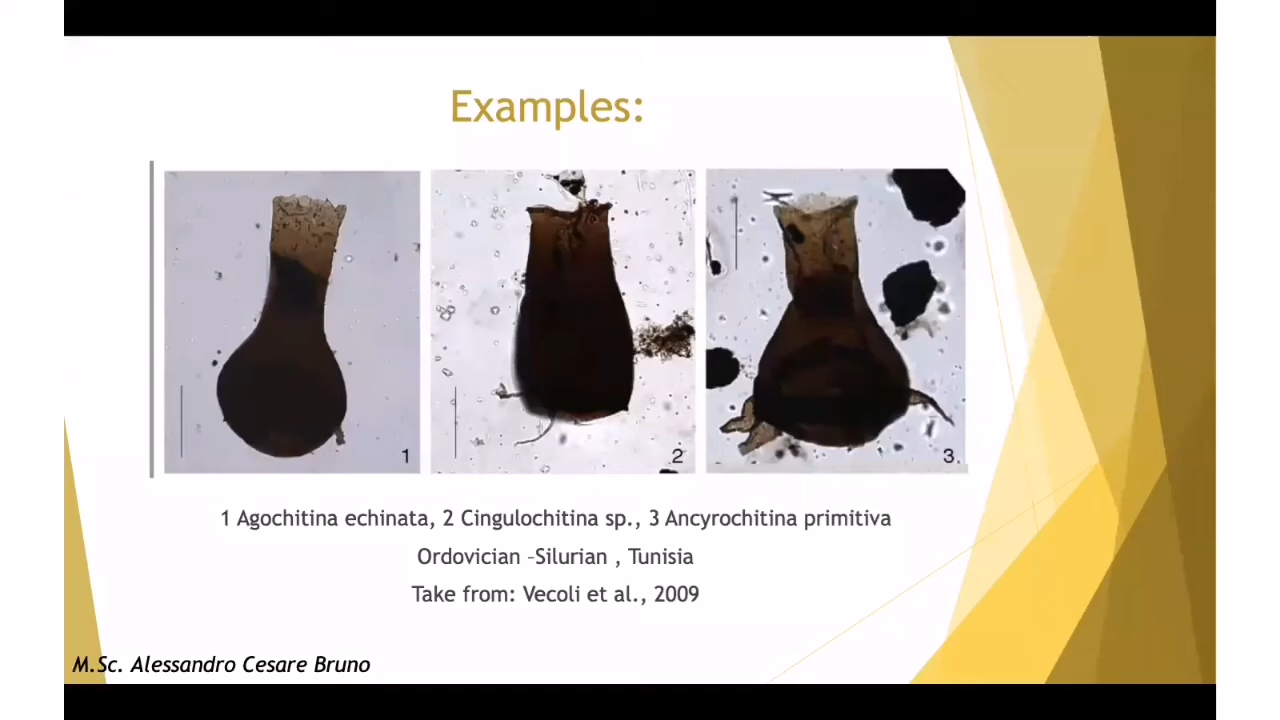 Examples:
1 2 3
1 Agochitina echinata, 2 Cingulochitina sp., 3 Ancyrochitina primitiva
Ordovician –Silurian , Tunisia
Take from: Vecoli et al., 2009
M.Sc. Alessandro Cesare Bruno